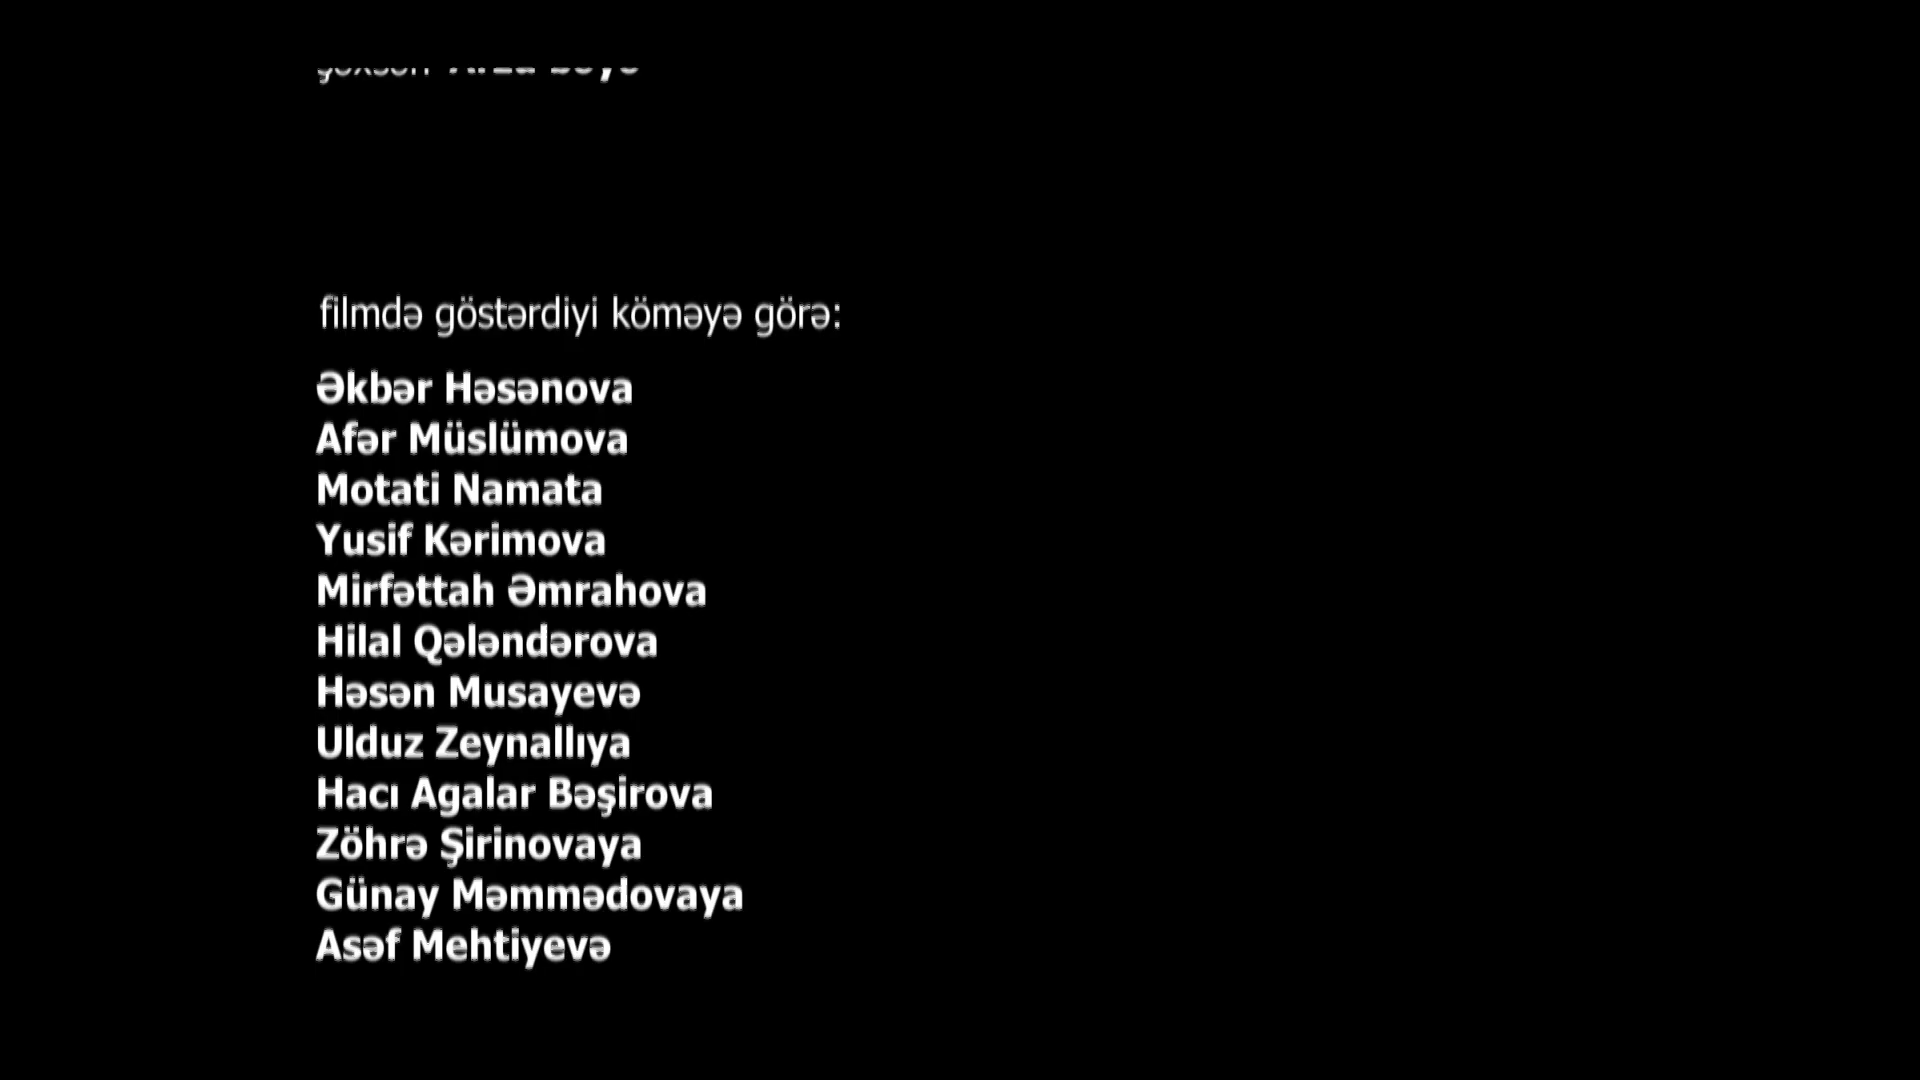 filmdə göstərdiyi köməyə görə:
Əkbər Həsənova
Afər Müslümova
Motati Namata
Yusif Kərimova
Mirfəttah Əmrahova
Hilal Qələndərova
Həsən Musayevə
Ulduz Zeynallıya
Hacı Agalar Bəşirova
Zöhrə Şirinovaya
Günay Məmmədovaya
Asəf Mehtiyevə